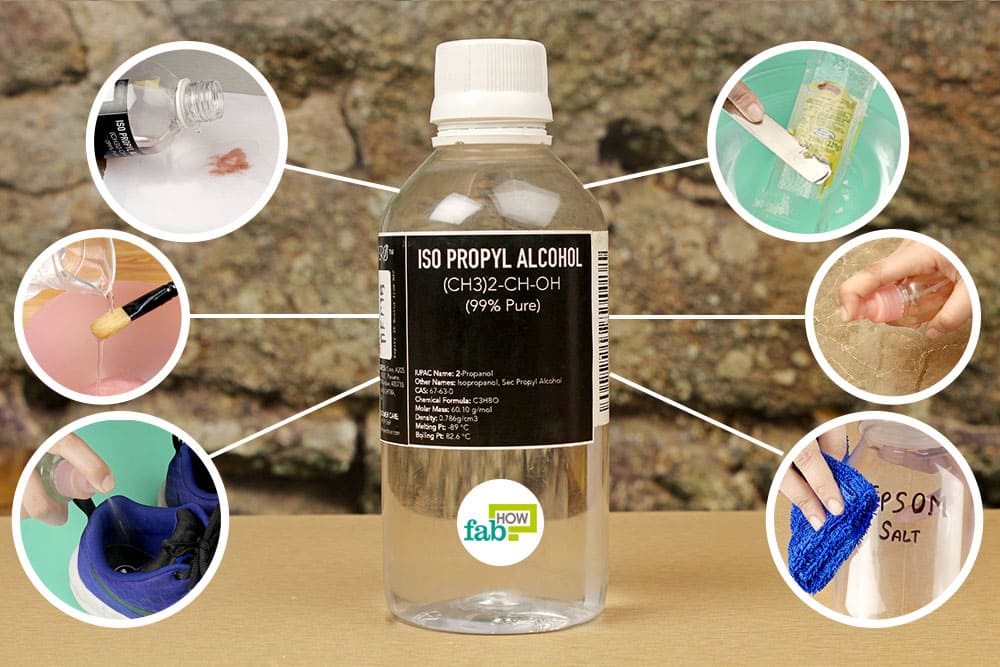 ISO PROPYL ALCOHOL
(CH3)2-CH-OH
(99% Pure)
IUPAC Name: 2-Propanol
Other Names: Isopropanol, Sec Propyl Alcohol
CAS: 67-63-0
Chemical Formula: C3H8O
Molar Mass: 60.10 g/mol
Density: 0.786g/cm3
Melting Pt: -89 °C
Boiling Pt: 82.6 °C
fab HOW
ISO PROPYL
EPSOM
SALT